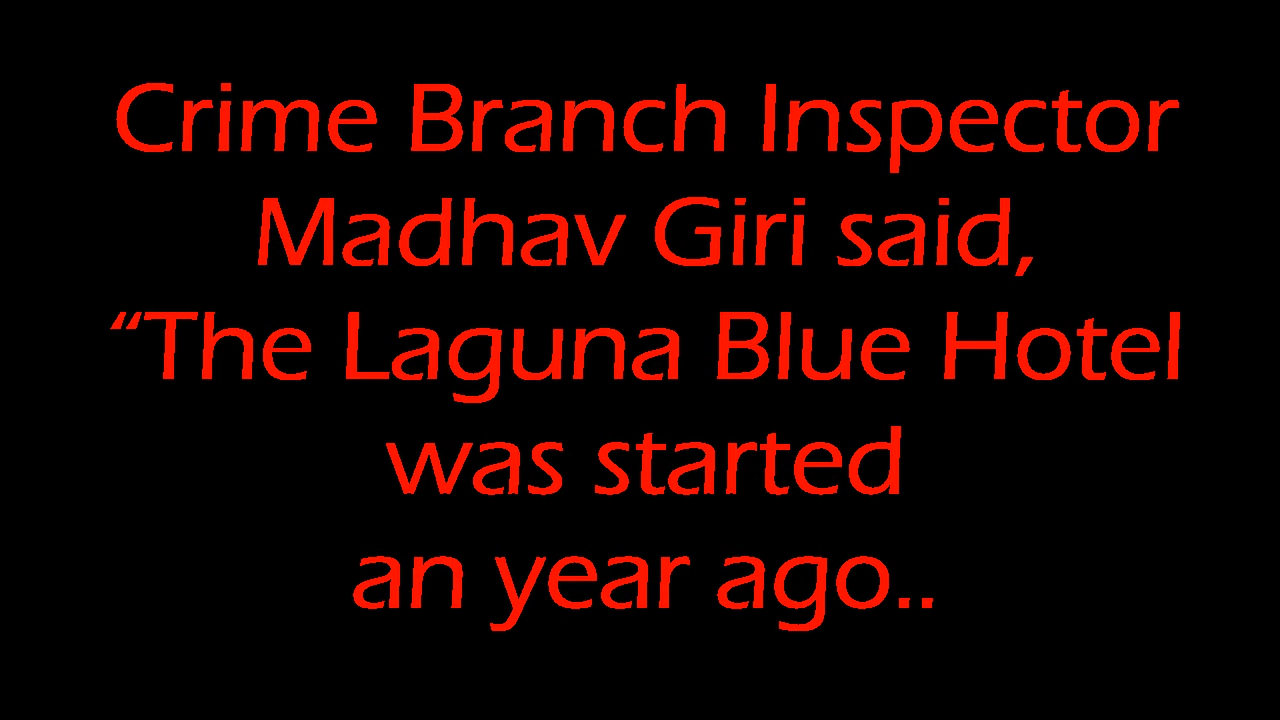 Crime Branch Inspector
Madhav Giri said,
“The Laguna Blue Hotel
was started
an year ago..